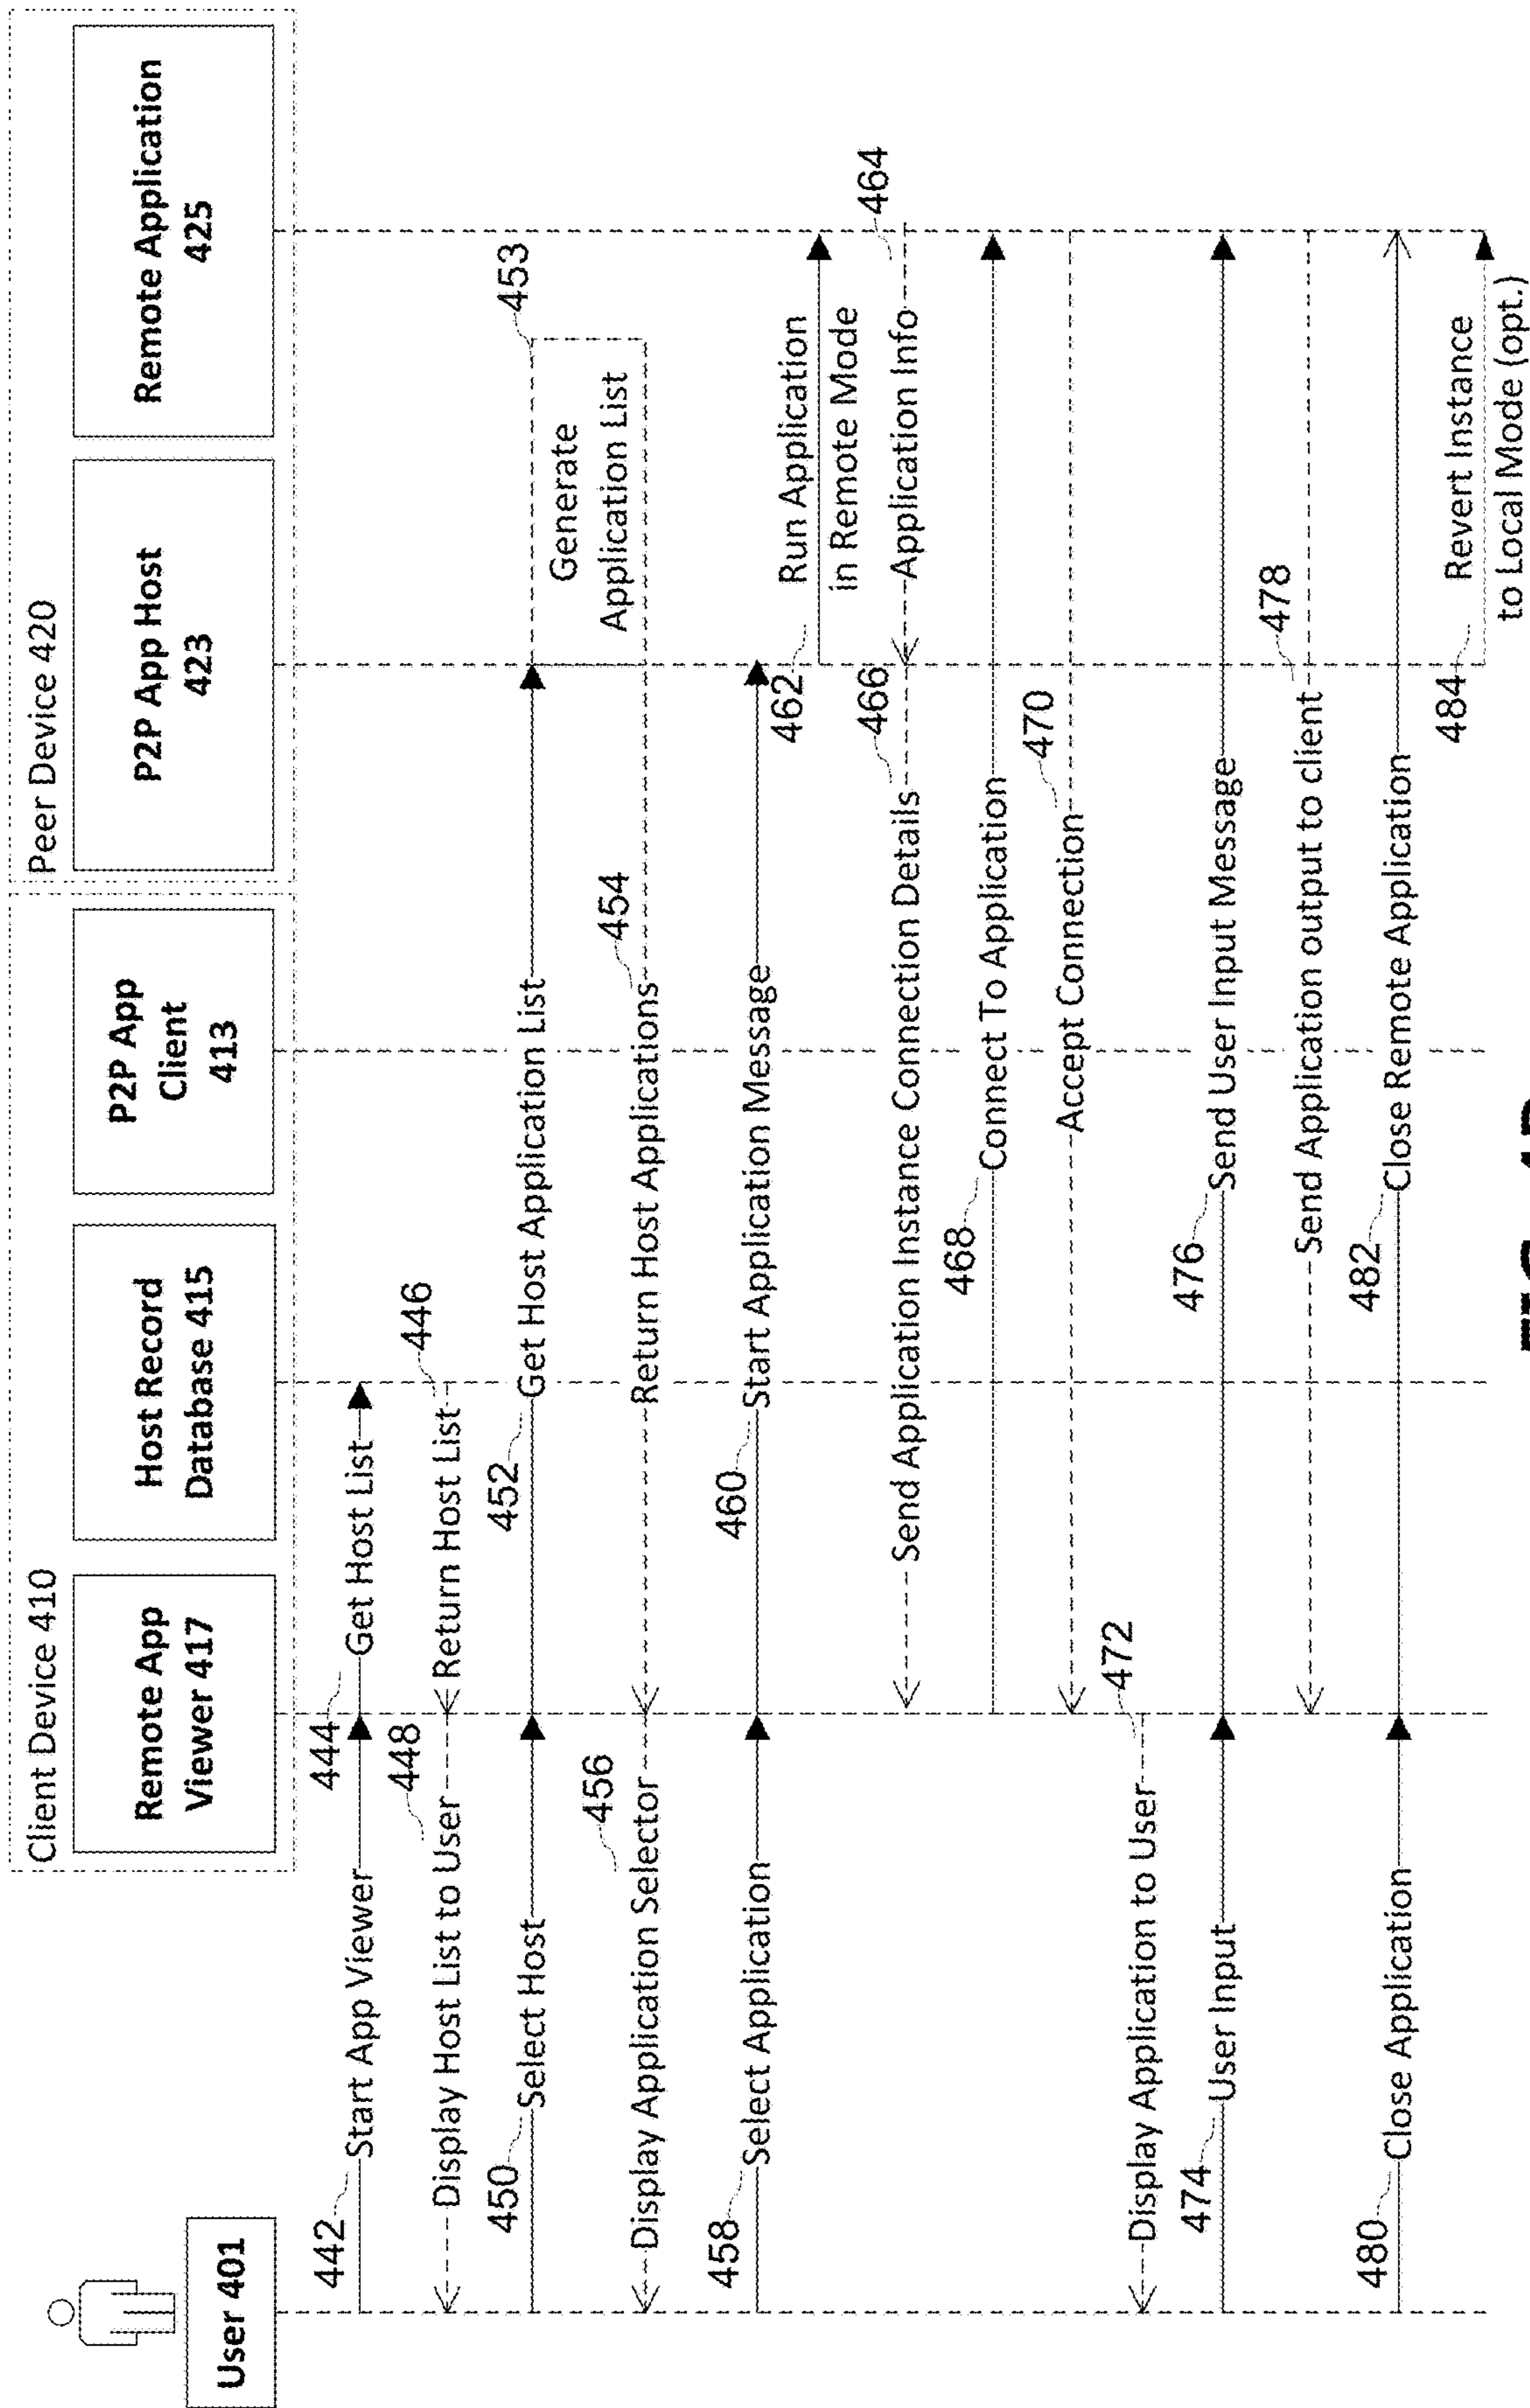 Client Device 410
Peer Device 420
User 401
Remote App
Viewer 417
Host Record
Database 415
P2P App
Client
413
P2P App Host
423
Remote Application
425
442
Start App Viewer
444
Get Host List
446
Return Host List
448
Display Host List to User
450
Select Host
452
Get Host Application List
453
Generate
Application List
454
Return Host Applications
456
Display Application Selector
458
Select Application
460
Start Application Message
462
Run Application
in Remote Mode
464
Application Info
466
Send Application Instance Connection Details
468
Connect To Application
470
Accept Connection
472
Display Application to User
474
User Input
476
Send User Input Message
478
Send Application output to client
480
Close Application
482
Close Remote Application
484
Revert Instance
to Local Mode (opt.)